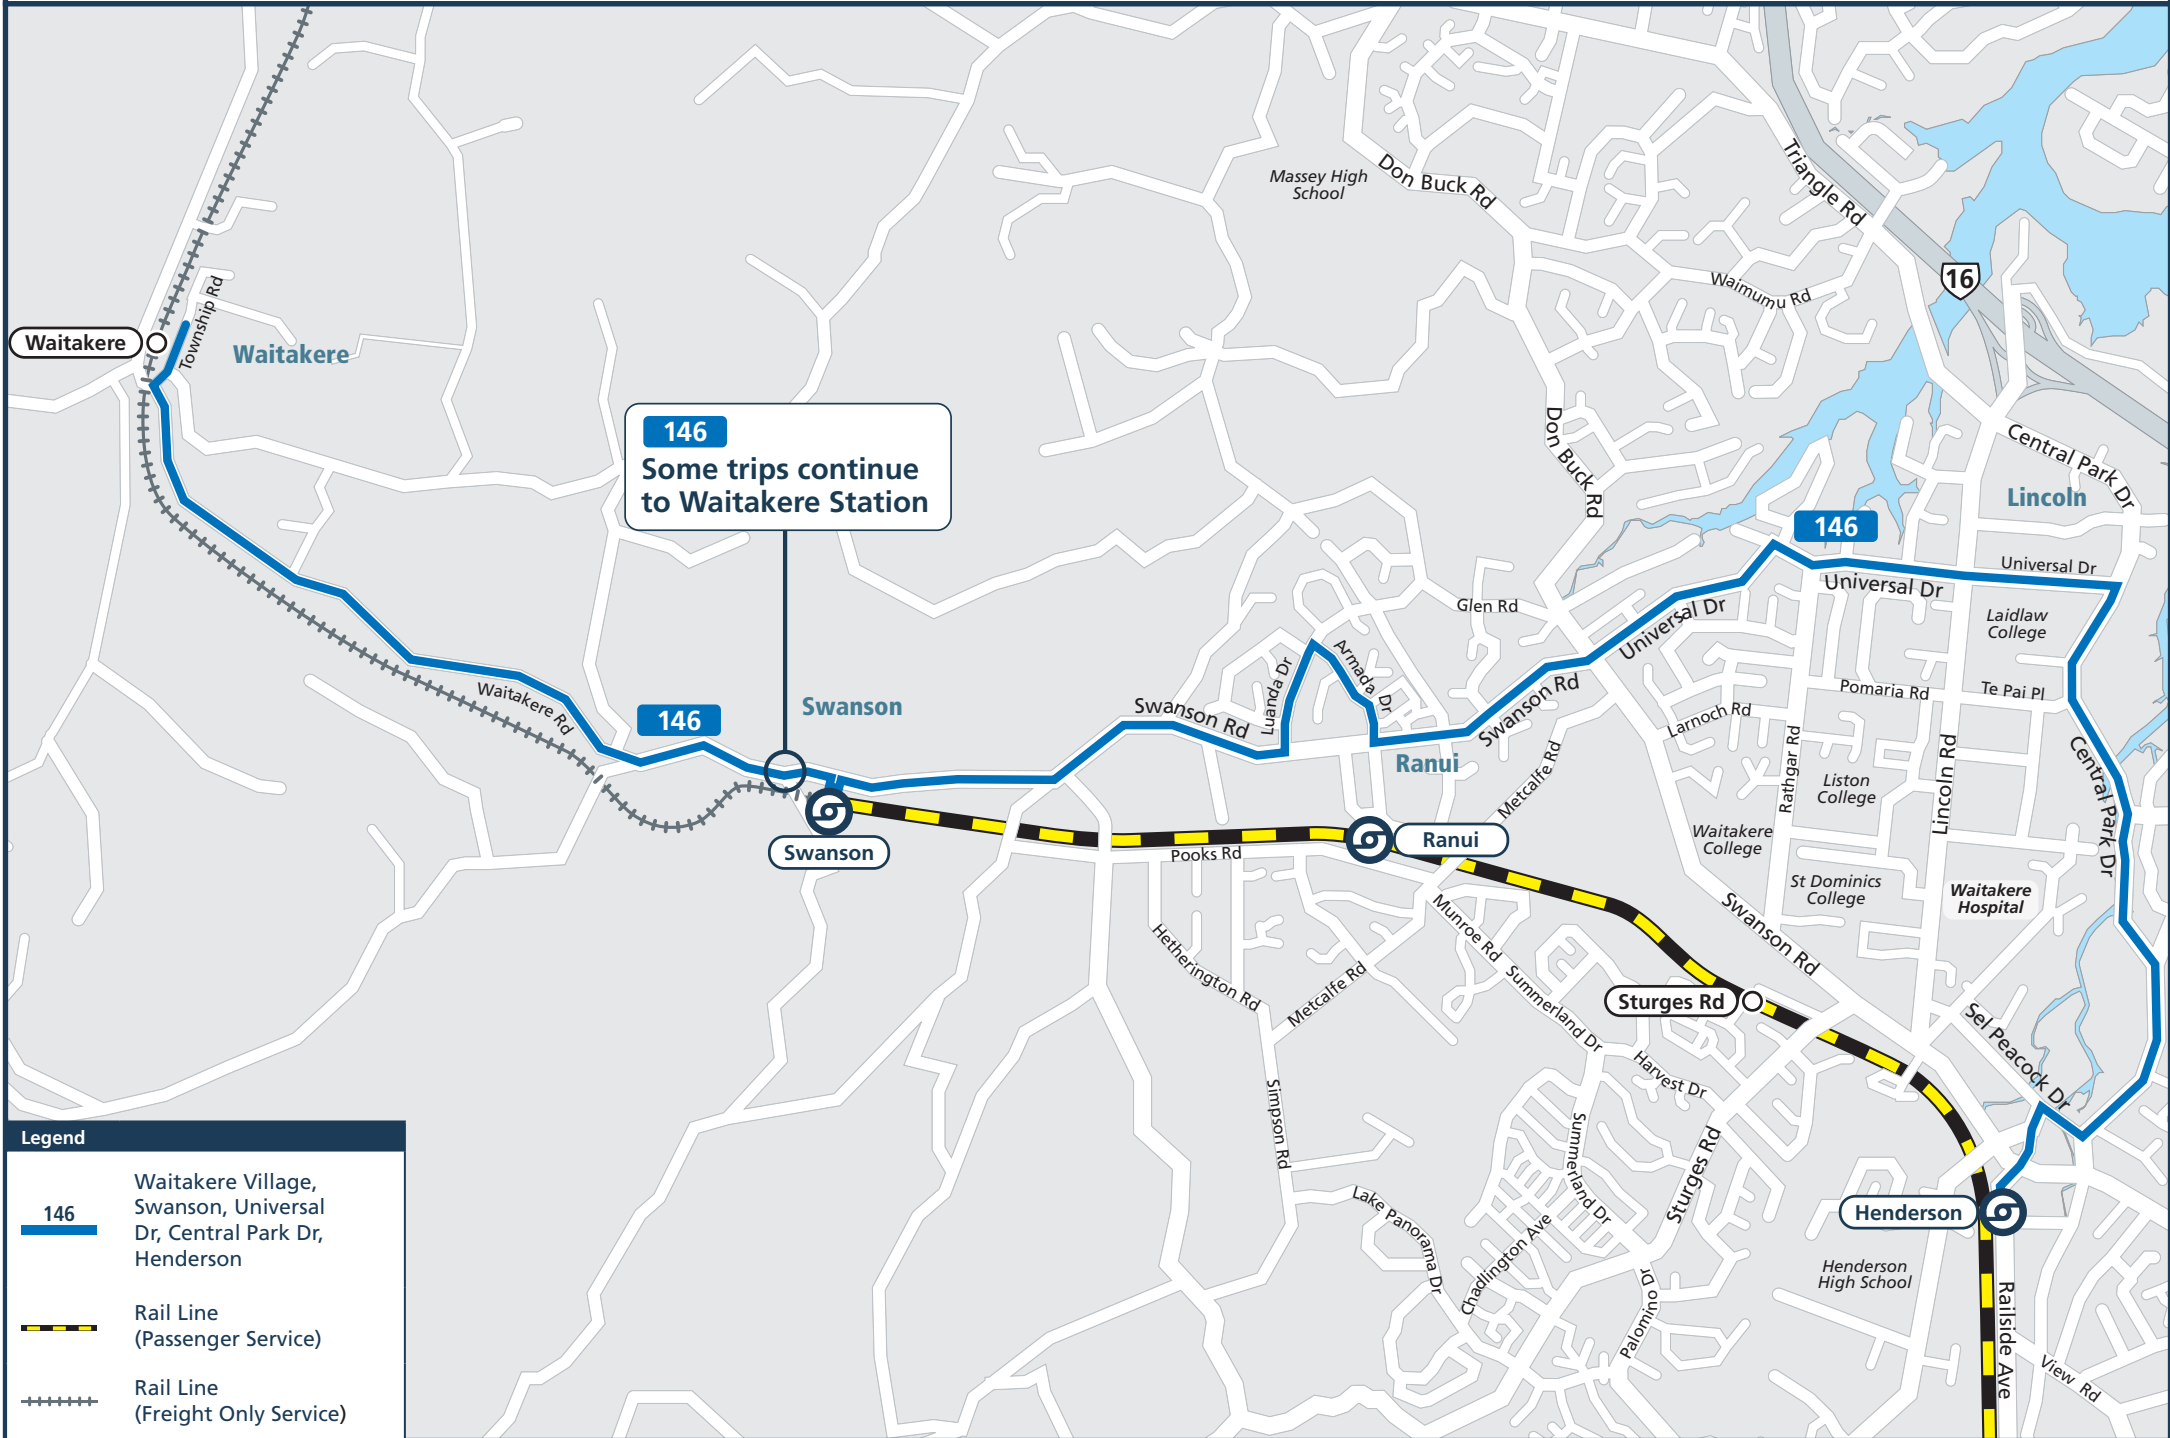 Massey High
School
Don Buck Rd
Triangle Rd
16
Waimumu Rd
Township Rd
Waitakere
Waitakere
146
Some trips continue
to Waitakere Station
Don Buck Rd
Central Park Dr
Lincoln
146
Universal Dr
Universal Dr
Universal Dr
Glen Rd
Laidlaw
College
Armada Dr
Luanda Dr
Swanson Rd
Swanson Rd
Waitakere Rd
146
Swanson
Pomaria Rd
Te Pai Pl
Larnoch Rd
Ranui
Metcalfe Rd
Rathgar Rd
Liston
College
Lincoln Rd
Central Park Dr
Waitakere
College
Swanson
Ranui
Pooks Rd
St Dominics
College
Waitakere
Hospital
Munroe Rd
Swanson Rd
Hetherington Rd
Metcalfe Rd
Summerland Dr
Sturges Rd
Sel Peacock Dr
Harvest Dr
Simpson Rd
Summerland Dr
Sturges Rd
Lake Panorama Dr
Chadlington Ave
Palomino Dr
Henderson
Henderson
High School
Railside Ave
View Rd
Legend
146
Waitakere Village,
Swanson, Universal
Dr, Central Park Dr,
Henderson
Rail Line
(Passenger Service)
Rail Line
(Freight Only Service)